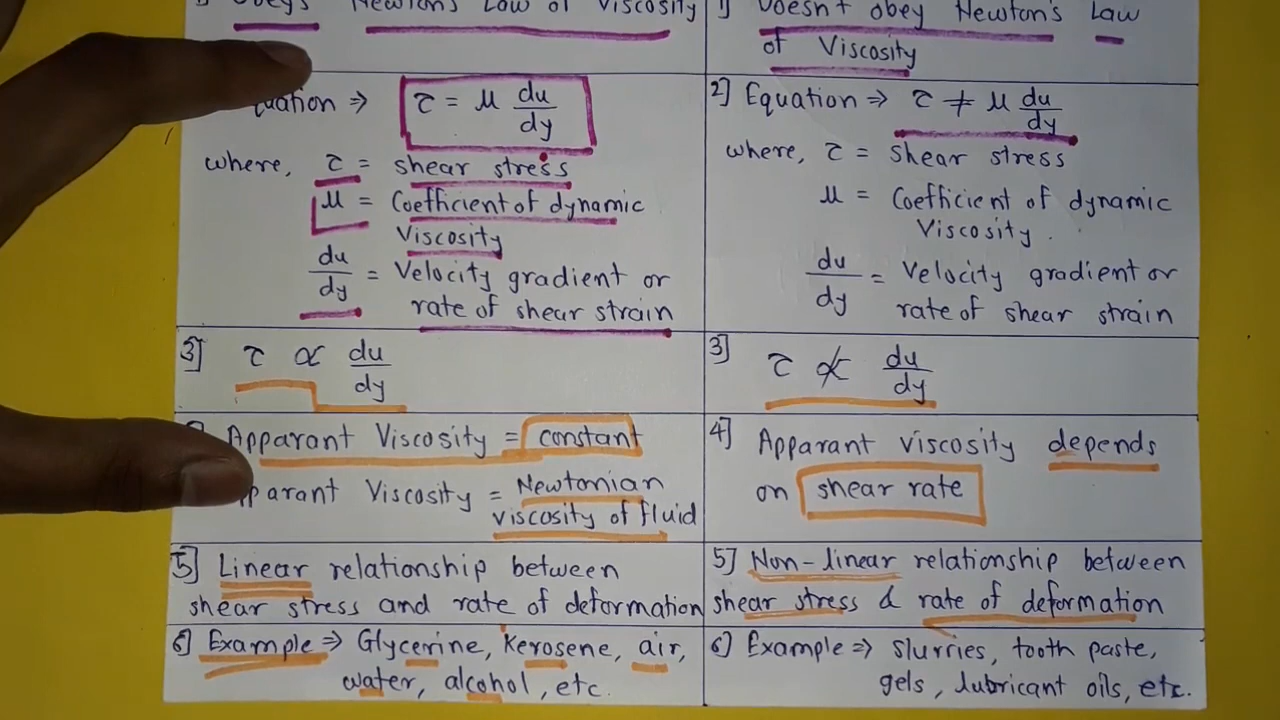 1) Obeys Newton's Law of Viscosity
quation ⇒ τ = μ du/dy
where, τ = shear stress
μ = Coefficient of dynamic
Viscosity
du/dy = Velocity gradient or
rate of shear strain
3] τ ∝ du/dy
Apparant Viscosity = constant
parant Viscosity = Newtonian
viscosity of fluid
5] Linear relationship between
shear stress and rate of deformation
6] Example ⇒ Glycerine, Kerosene, air,
water, alcohol, etc.
1) Doesn't obey Newton's Law
of Viscosity
2] Equation ⇒ τ ≠ μ du/dy
where, τ = shear stress
μ = Coefficient of dynamic
Viscosity.
du/dy = Velocity gradient or
rate of shear strain
3] τ ∝̸ du/dy
4] Apparant viscosity depends
on shear rate
5] Non-linear relationship between
shear stress & rate of deformation
6) Example ⇒ Slurries, tooth paste,
gels, lubricant oils, etc.